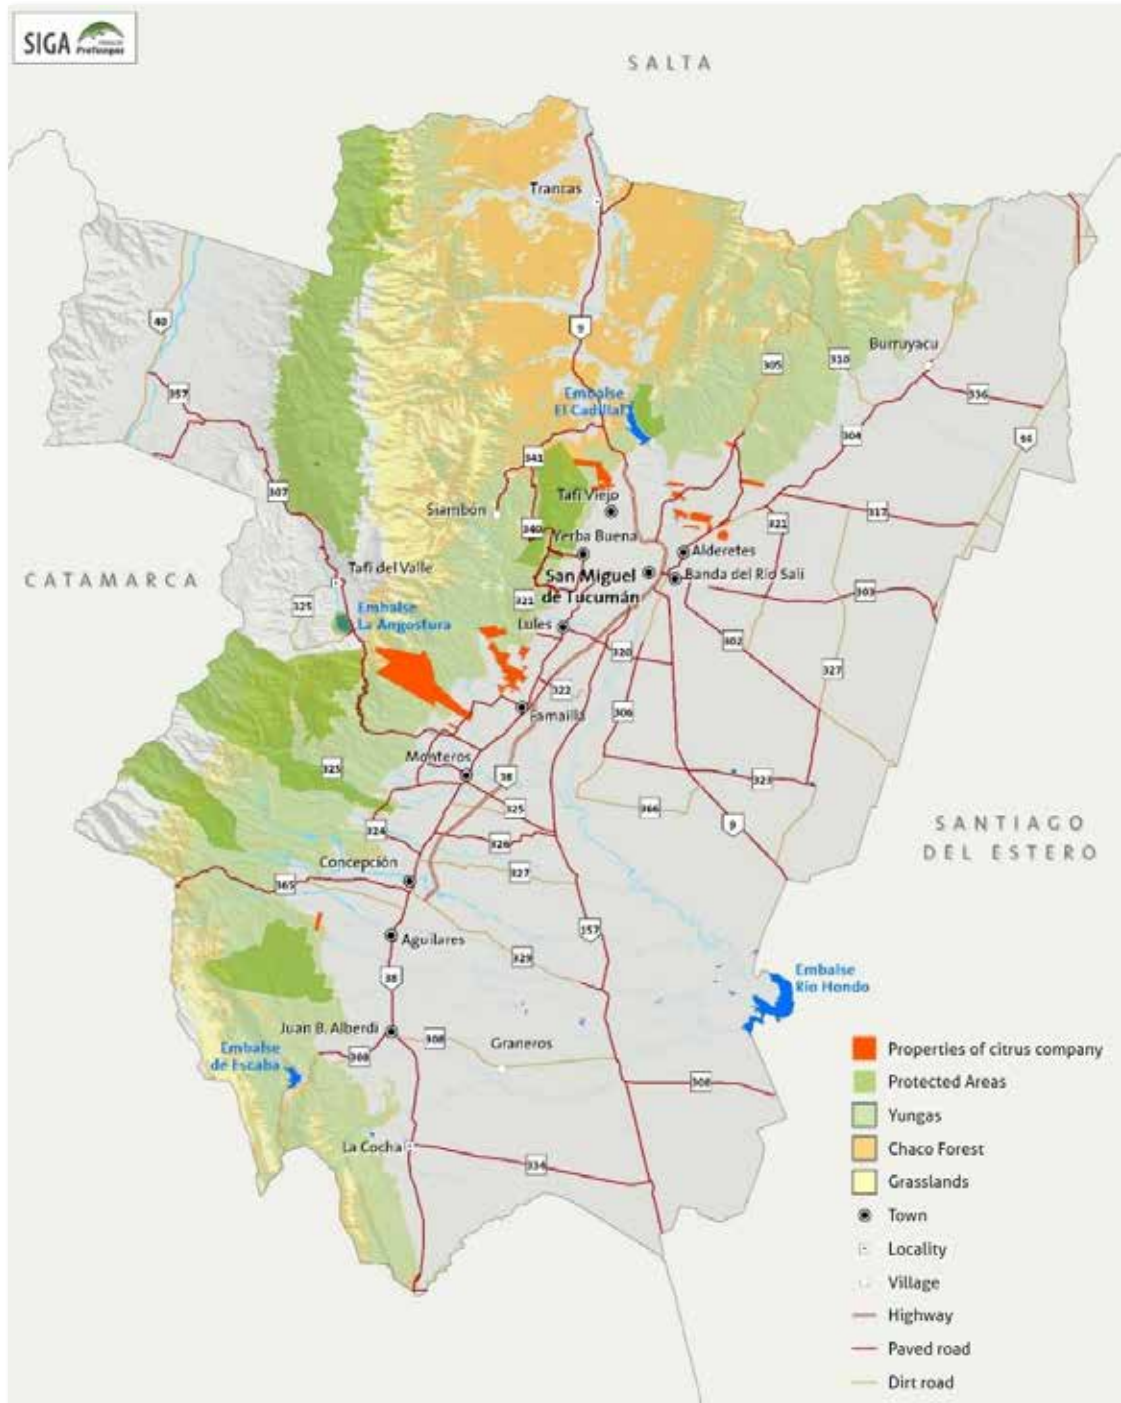 SIGA
ProYungas
SALTA
Trancas
40
9
357
Burruyacu
305
310
336
Embalse
El Cadillal
304
64
341
307
Tafí Viejo
Siambón
340
321
317
Yerba Buena
Alderetes
CATAMARCA
Tafí del Valle
San Miguel
de Tucumán
Banda del Río Salí
325
321
303
Embalse
La Angostura
Lules
320
302
327
322
306
Famaillá
Monteros
325
38
323
325
366
9
324
326
SANTIAGO
DEL ESTERO
Concepción
327
365
157
Aguilares
329
38
Embalse
Río Hondo
Juan B. Alberdi
308
Graneros
Embalse
de Escaba
308
308
La Cocha
334
Properties of citrus company
Protected Areas
Yungas
Chaco Forest
Grasslands
Town
Locality
Village
Highway
Paved road
Dirt road